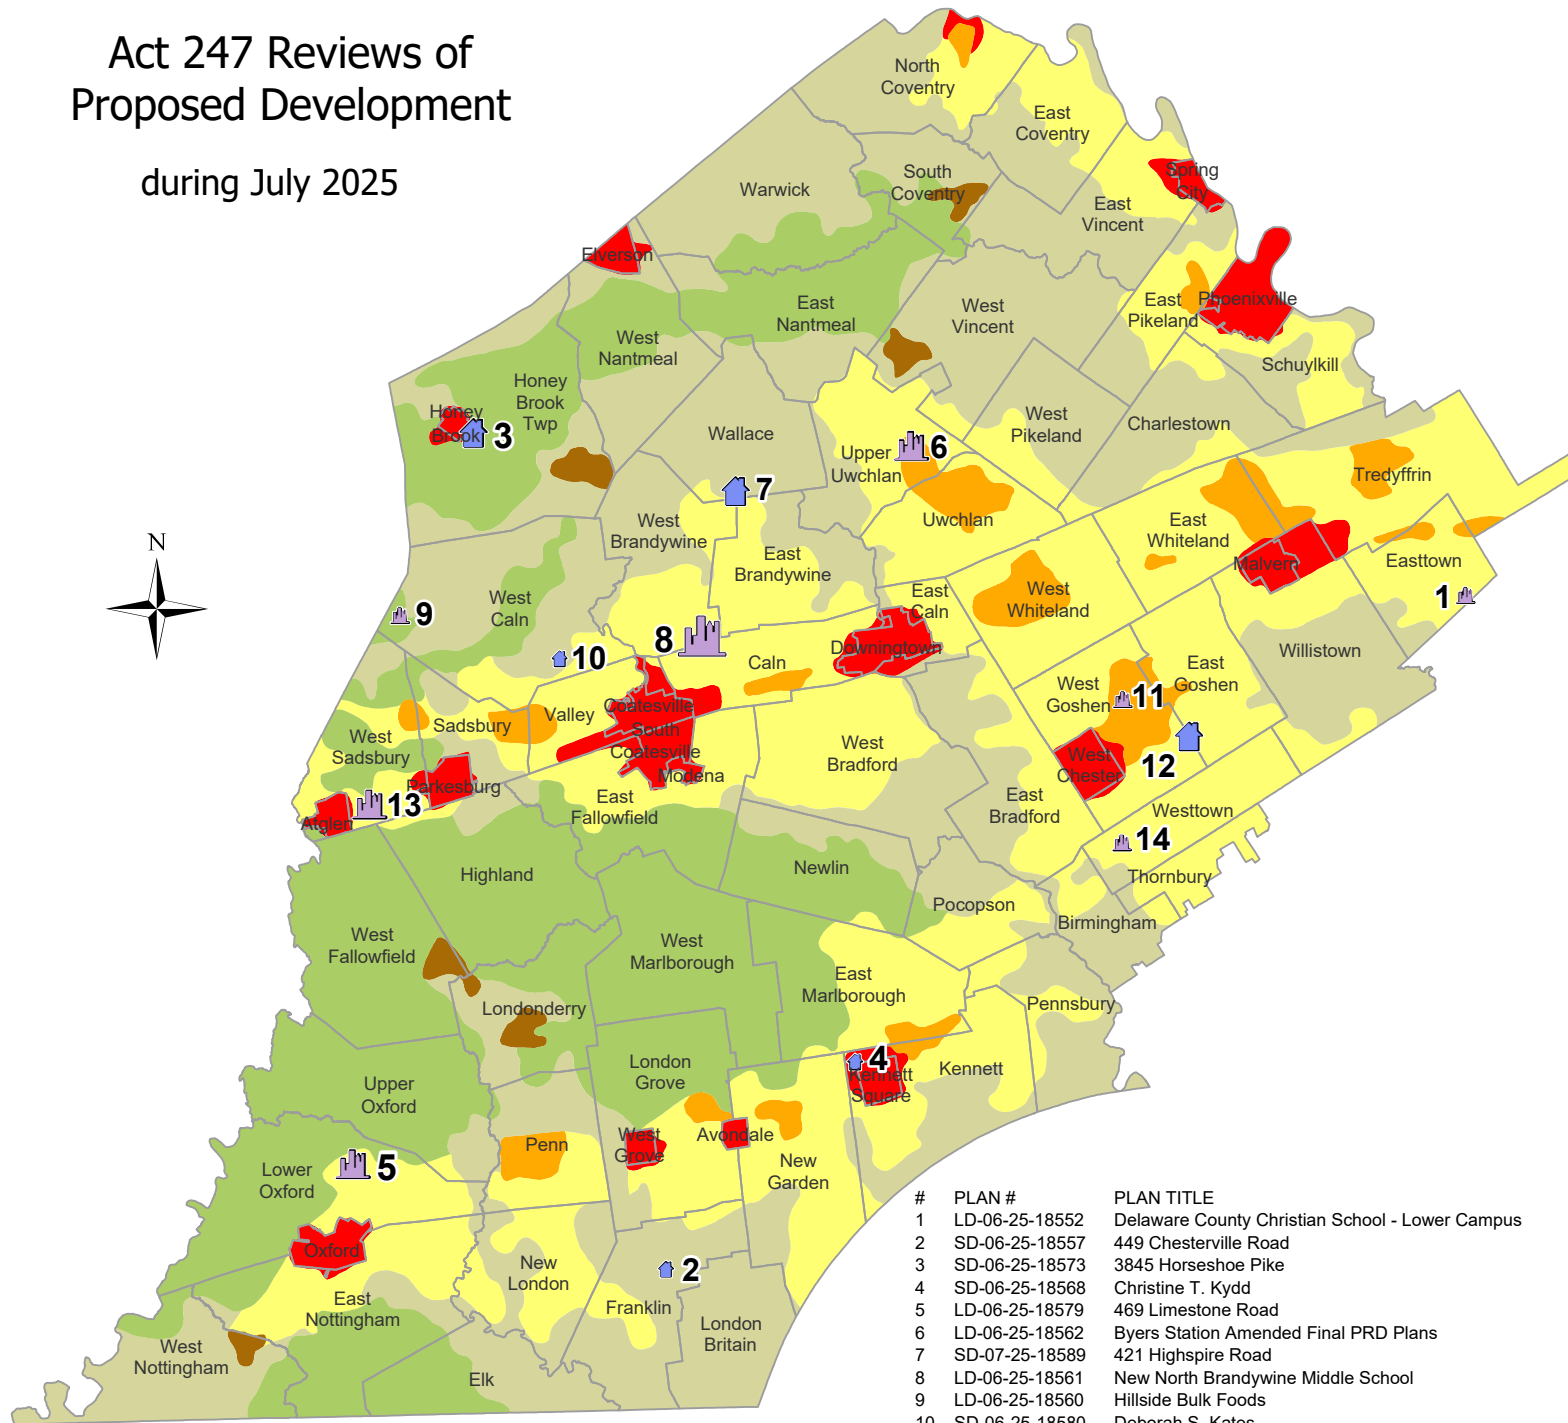 Act 247 Reviews of
Proposed Development
during July 2025
North
Coventry
East
Coventry
Spring
City
South
Coventry
Warwick
East
Vincent
Elverson
East
Nantmeal
West
Vincent
East
Pikeland
Phoenixville
West
Nantmeal
Schuylkill
Honey
Brook
Twp
Honey
Brook
3
Wallace
West
Pikeland
Charlestown
Upper
Uwchlan
6
Tredyffrin
7
Uwchlan
West
Brandywine
East
Whiteland
East
Brandywine
Malvern
Easttown
N
West
Caln
9
East
Caln
West
Whiteland
1
8
10
Caln
Downingtown
Willistown
West
Goshen
11
East
Goshen
Coatesville
Valley
Sadsbury
South
Coatesville
West
Sadsbury
West
Bradford
West
Chester
12
Modena
Parkesburg
13
Atglen
East
Fallowfield
East
Bradford
Westtown
14
Highland
Newlin
Thornbury
Pocopson
Birmingham
West
Fallowfield
West
Marlborough
East
Marlborough
Pennsbury
Londonderry
London
Grove
4
Kennett
Square
Kennett
Upper
Oxford
Penn
West
Grove
Avondale
New
Garden
Lower
Oxford
5
Oxford
New
London
2
Franklin
East
Nottingham
London
Britain
West
Nottingham
Elk
# PLAN # PLAN TITLE
1 LD-06-25-18552 Delaware County Christian School - Lower Campus
2 SD-06-25-18557 449 Chesterville Road
3 SD-06-25-18573 3845 Horseshoe Pike
4 SD-06-25-18568 Christine T. Kydd
5 LD-06-25-18579 469 Limestone Road
6 LD-06-25-18562 Byers Station Amended Final PRD Plans
7 SD-07-25-18589 421 Highspire Road
8 LD-06-25-18561 New North Brandywine Middle School
9 LD-06-25-18560 Hillside Bulk Foods
10 SD-06-25-18580 Deborah S. Kates